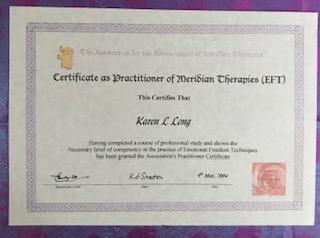 The Association for the Advancement of Meridian Therapies
Certificate as Practitioner of Meridian Therapies (EFT)
This Certifies That
Karen L Long
Having completed a course of professional study and shown the
Necessary level of competency in the practice of Emotional Freedom Techniques
has been granted the Association's Practitioner Certificate
9th May, 2004